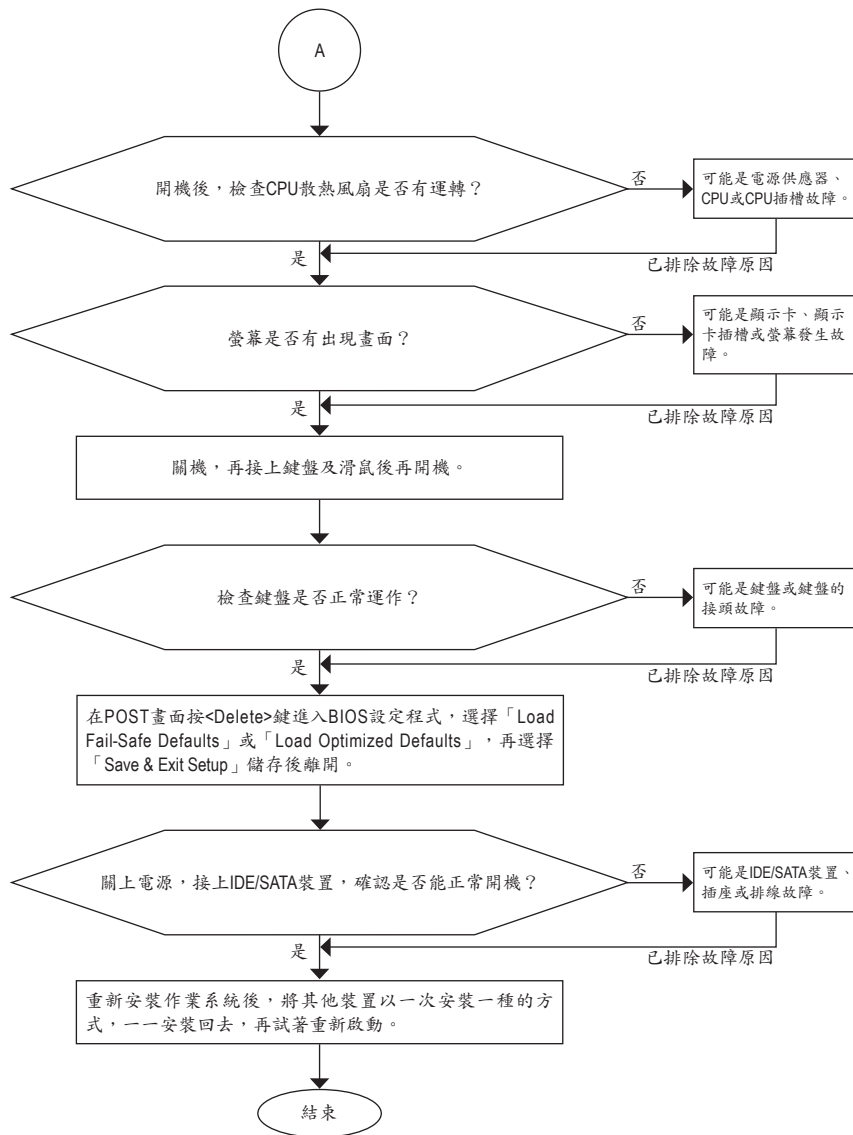 A
開機後，檢查CPU散熱風扇是否有運轉？
否
可能是電源供應器、
CPU或CPU插槽故障。
是
已排除故障原因
螢幕是否有出現畫面？
否
可能是顯示卡、顯示
卡插槽或螢幕發生故
障。
是
已排除故障原因
關機，再接上鍵盤及滑鼠後再開機。
檢查鍵盤是否正常運作？
否
可能是鍵盤或鍵盤的
接頭故障。
是
已排除故障原因
在POST畫面按<Delete>鍵進入BIOS設定程式，選擇「Load
Fail-Safe Defaults」或「Load Optimized Defaults」，再選擇
「Save & Exit Setup」儲存後離開。
關上電源，接上IDE/SATA裝置，確認是否能正常開機？
否
可能是IDE/SATA裝置、
插座或排線故障。
是
已排除故障原因
重新安裝作業系統後，將其他裝置以一次安裝一種的方
式，一一安裝回去，再試著重新啟動。
結束